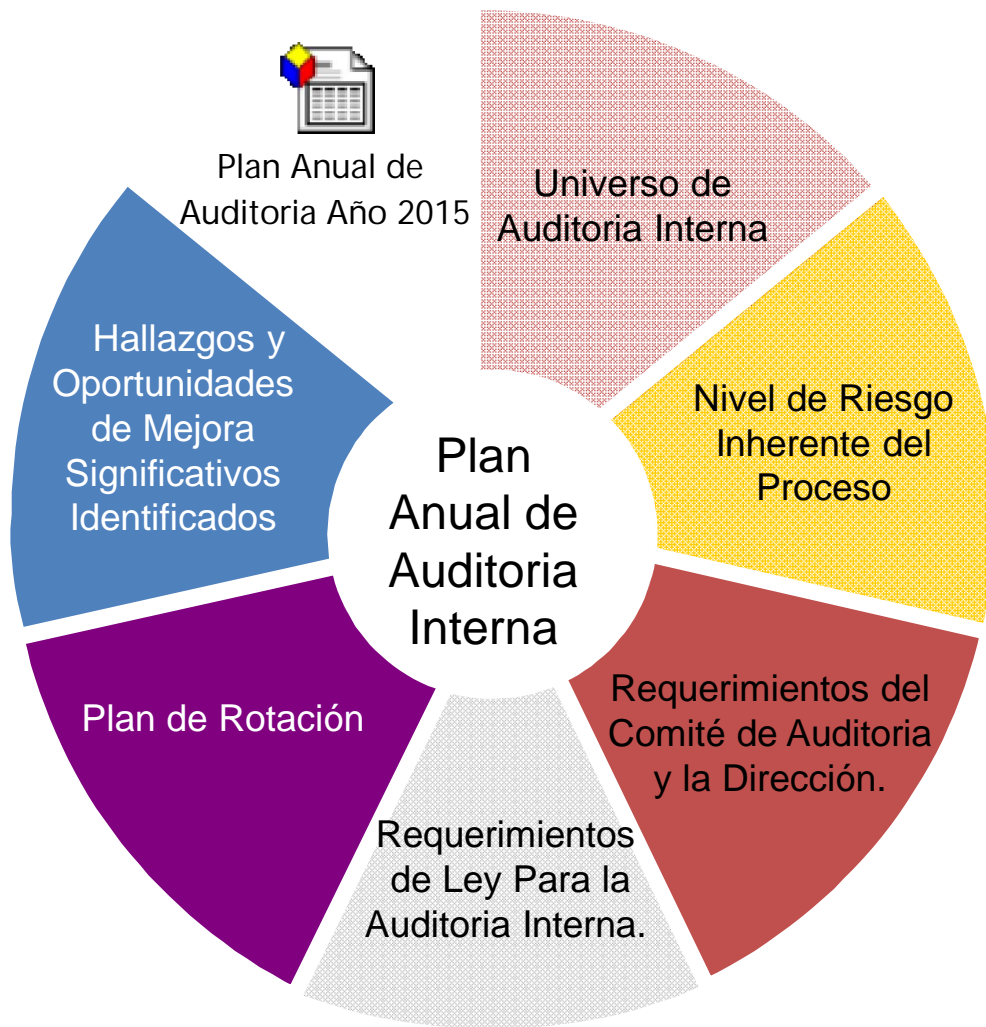 Plan Anual de
Auditoria Año 2015
Universo de
Auditoria Interna
Nivel de Riesgo
Inherente del
Proceso
Requerimientos del
Comité de Auditoria
y la Dirección.
Requerimientos
de Ley Para la
Auditoria Interna.
Plan de Rotación
Hallazgos y
Oportunidades
de Mejora
Significativos
Identificados
Plan
Anual de
Auditoria
Interna